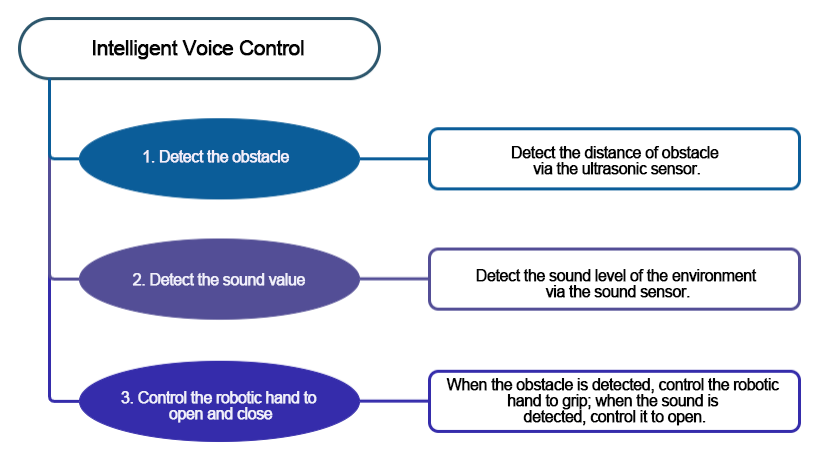 Intelligent Voice Control
1. Detect the obstacle
Detect the distance of obstacle
via the ultrasonic sensor.
2. Detect the sound value
Detect the sound level of the environment
via the sound sensor.
3. Control the robotic hand to
open and close
When the obstacle is detected, control the robotic
hand to grip; when the sound is
detected, control it to open.